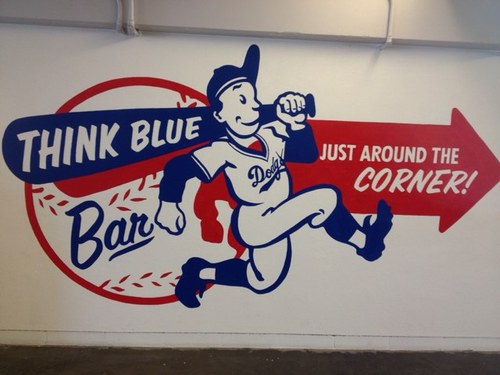 THINK BLUE
Bar
Dodgers
JUST AROUND THE
CORNER!